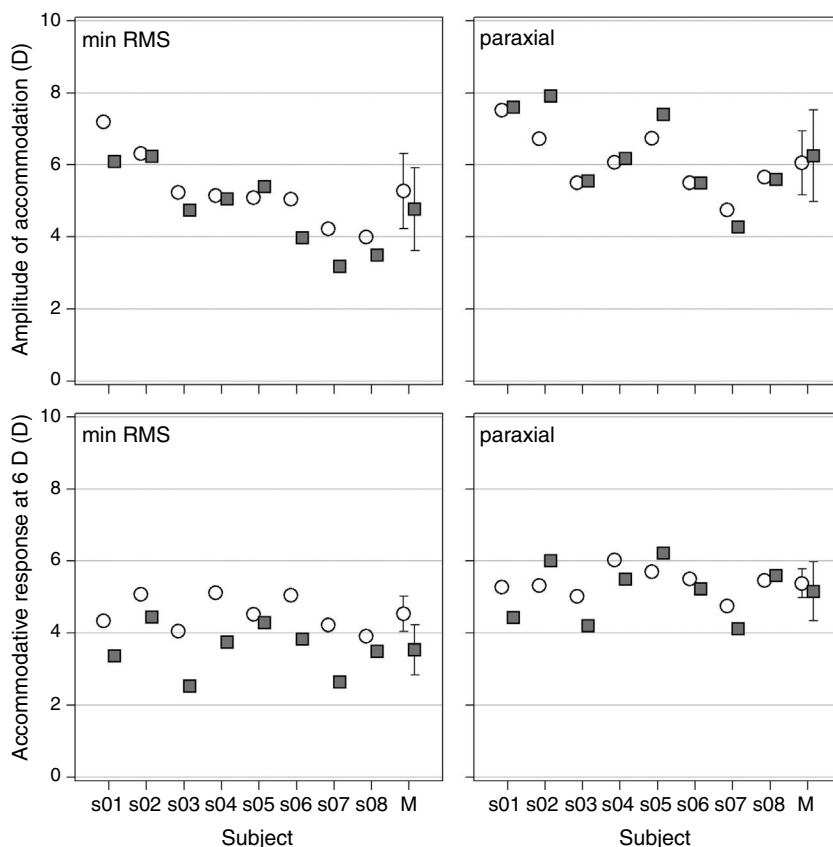 Amplitude of accommodation (D)
10
8
6
4
2
0
min RMS
paraxial
Accommodative response at 6 D (D)
10
8
6
4
2
0
min RMS
paraxial
s01 s02 s03 s04 s05 s06 s07 s08 M
s01 s02 s03 s04 s05 s06 s07 s08 M
Subject
Subject